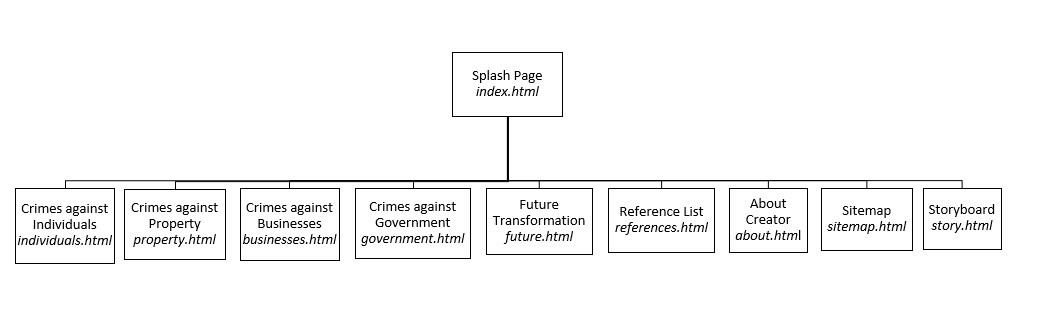 Splash Page
index.html
Crimes against
Individuals
individuals.html
Crimes against
Property
property.html
Crimes against
Businesses
businesses.html
Crimes against
Government
government.html
Future
Transformation
future.html
Reference List
references.html
About
Creator
about.html
Sitemap
sitemap.html
Storyboard
story.html